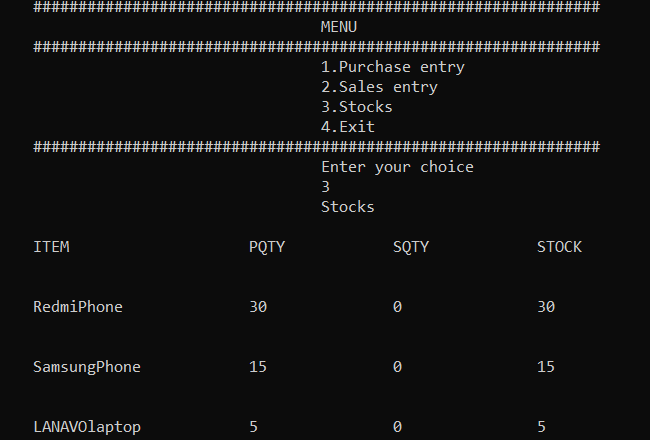 ###############################################################
MENU
###############################################################
1.Purchase entry
2.Sales entry
3.Stocks
4.Exit
###############################################################
Enter your choice
3
Stocks
ITEM PQTY SQTY STOCK
RedmiPhone 30 0 30
SamsungPhone 15 0 15
LANAVOlaptop 5 0 5